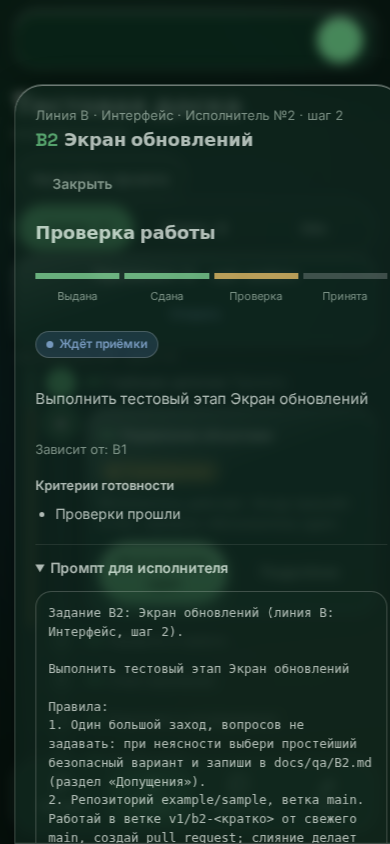 Линия B · Интерфейс · Исполнитель №2 · шаг 2
B2 Экран обновлений
Закрыть
Проверка работы
Выдана Сдана Проверка Принята
Ждёт приёмки
Выполнить тестовый этап Экран обновлений
Зависит от: B1
Критерии готовности
• Проверки прошли
▼ Промпт для исполнителя
Задание B2: Экран обновлений (линия B:
Интерфейс, шаг 2).
Выполнить тестовый этап Экран обновлений
Правила:
1. Один большой заход, вопросов не
задавать: при неясности выбери простейший
безопасный вариант и запиши в docs/qa/B2.md
(раздел «Допущения»).
2. Репозиторий example/sample, ветка main.
Работай в ветке v1/b2-<кратко> от свежего
main, создай pull request; слияние делает